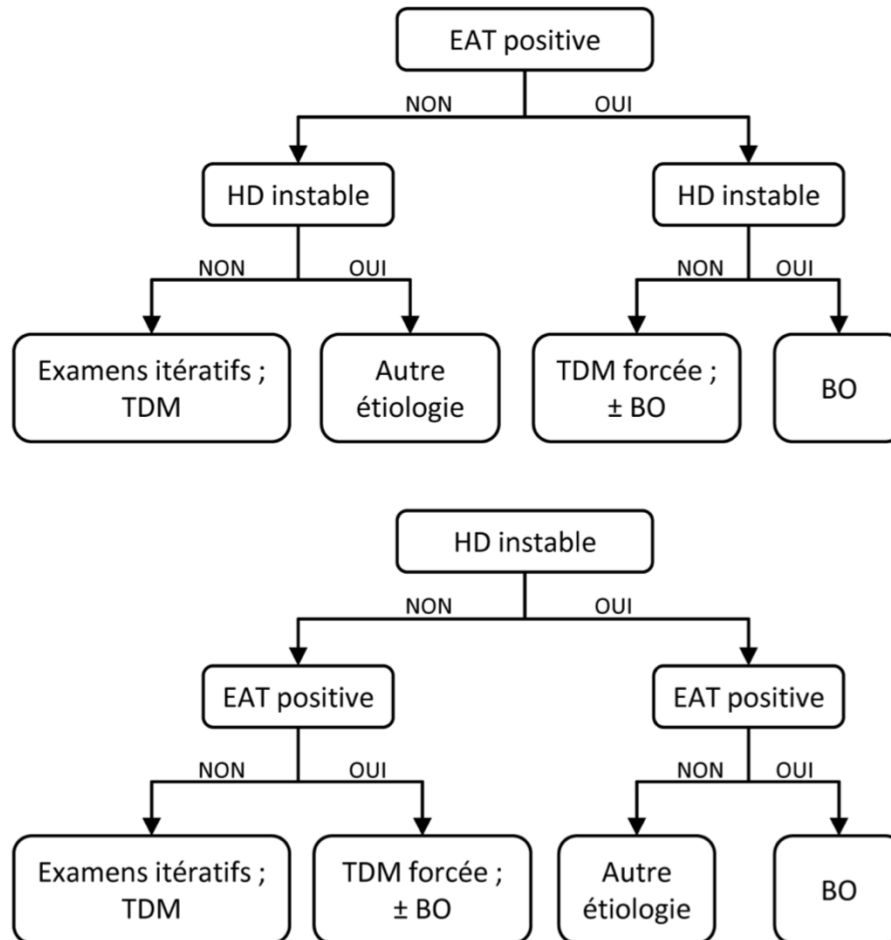 EAT positive
NON OUI
HD instable HD instable
NON OUI NON OUI
Examens itératifs ;
TDM
Autre
étiologie
TDM forcée ;
± BO
BO
HD instable
NON OUI
EAT positive EAT positive
NON OUI NON OUI
Examens itératifs ;
TDM
TDM forcée ;
± BO
Autre
étiologie
BO